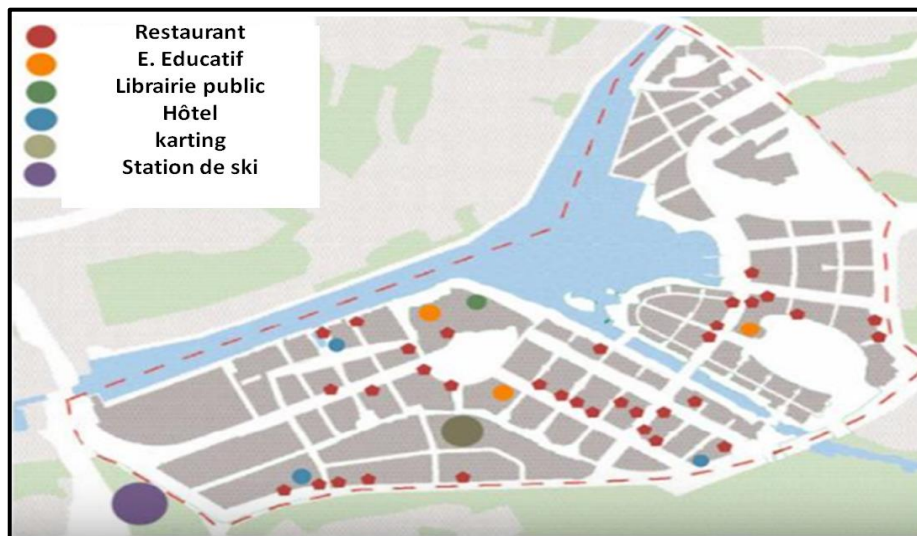 Restaurant
E. Educatif
Librairie public
Hôtel
karting
Station de ski